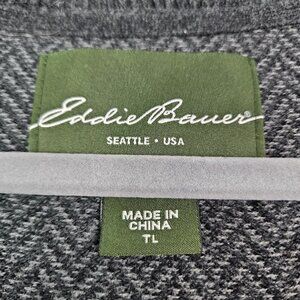 Eddie Bauer®
SEATTLE • USA
MADE IN
CHINA
TL